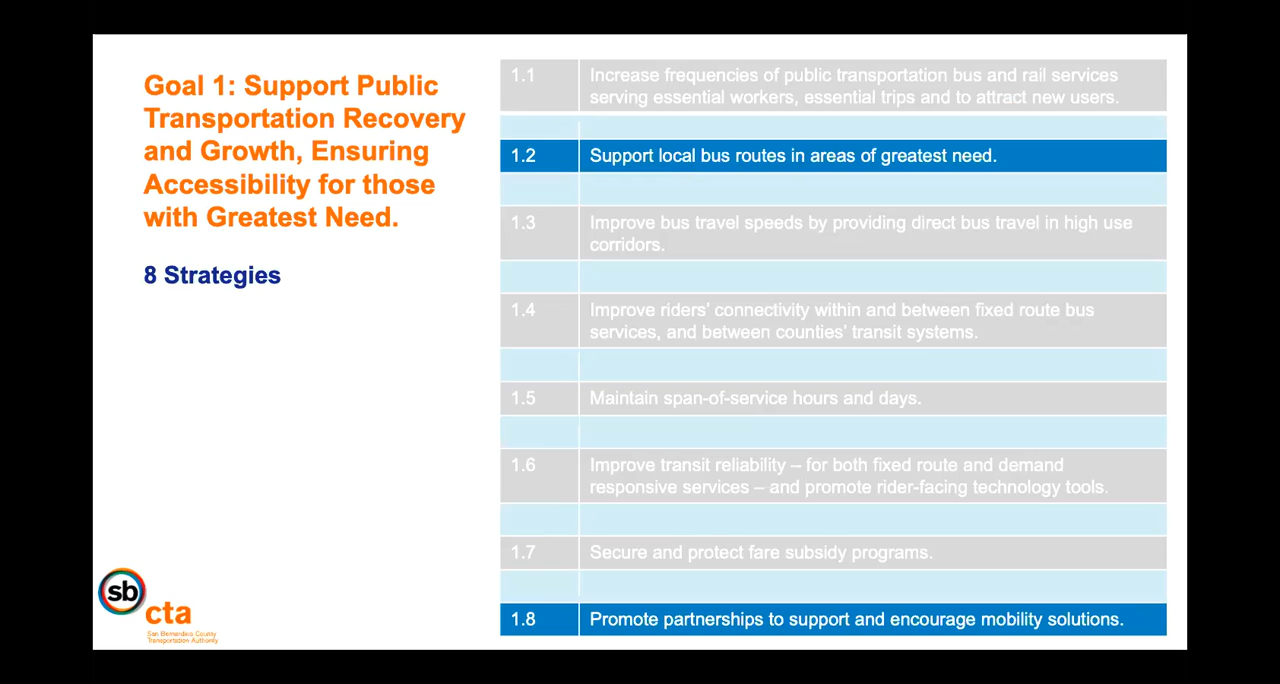 Goal 1: Support Public
Transportation Recovery
and Growth, Ensuring
Accessibility for those
with Greatest Need.
8 Strategies
1.1 Increase frequencies of public transportation bus and rail services
serving essential workers, essential trips and to attract new users.
1.2 Support local bus routes in areas of greatest need.
1.3 Improve bus travel speeds by providing direct bus travel in high use
corridors.
1.4 Improve riders’ connectivity within and between fixed route bus
services, and between counties’ transit systems.
1.5 Maintain span-of-service hours and days.
1.6 Improve transit reliability – for both fixed route and demand
responsive services – and promote rider-facing technology tools.
1.7 Secure and protect fare subsidy programs.
1.8 Promote partnerships to support and encourage mobility solutions.
sb
cta
San Bernardino County
Transportation Authority